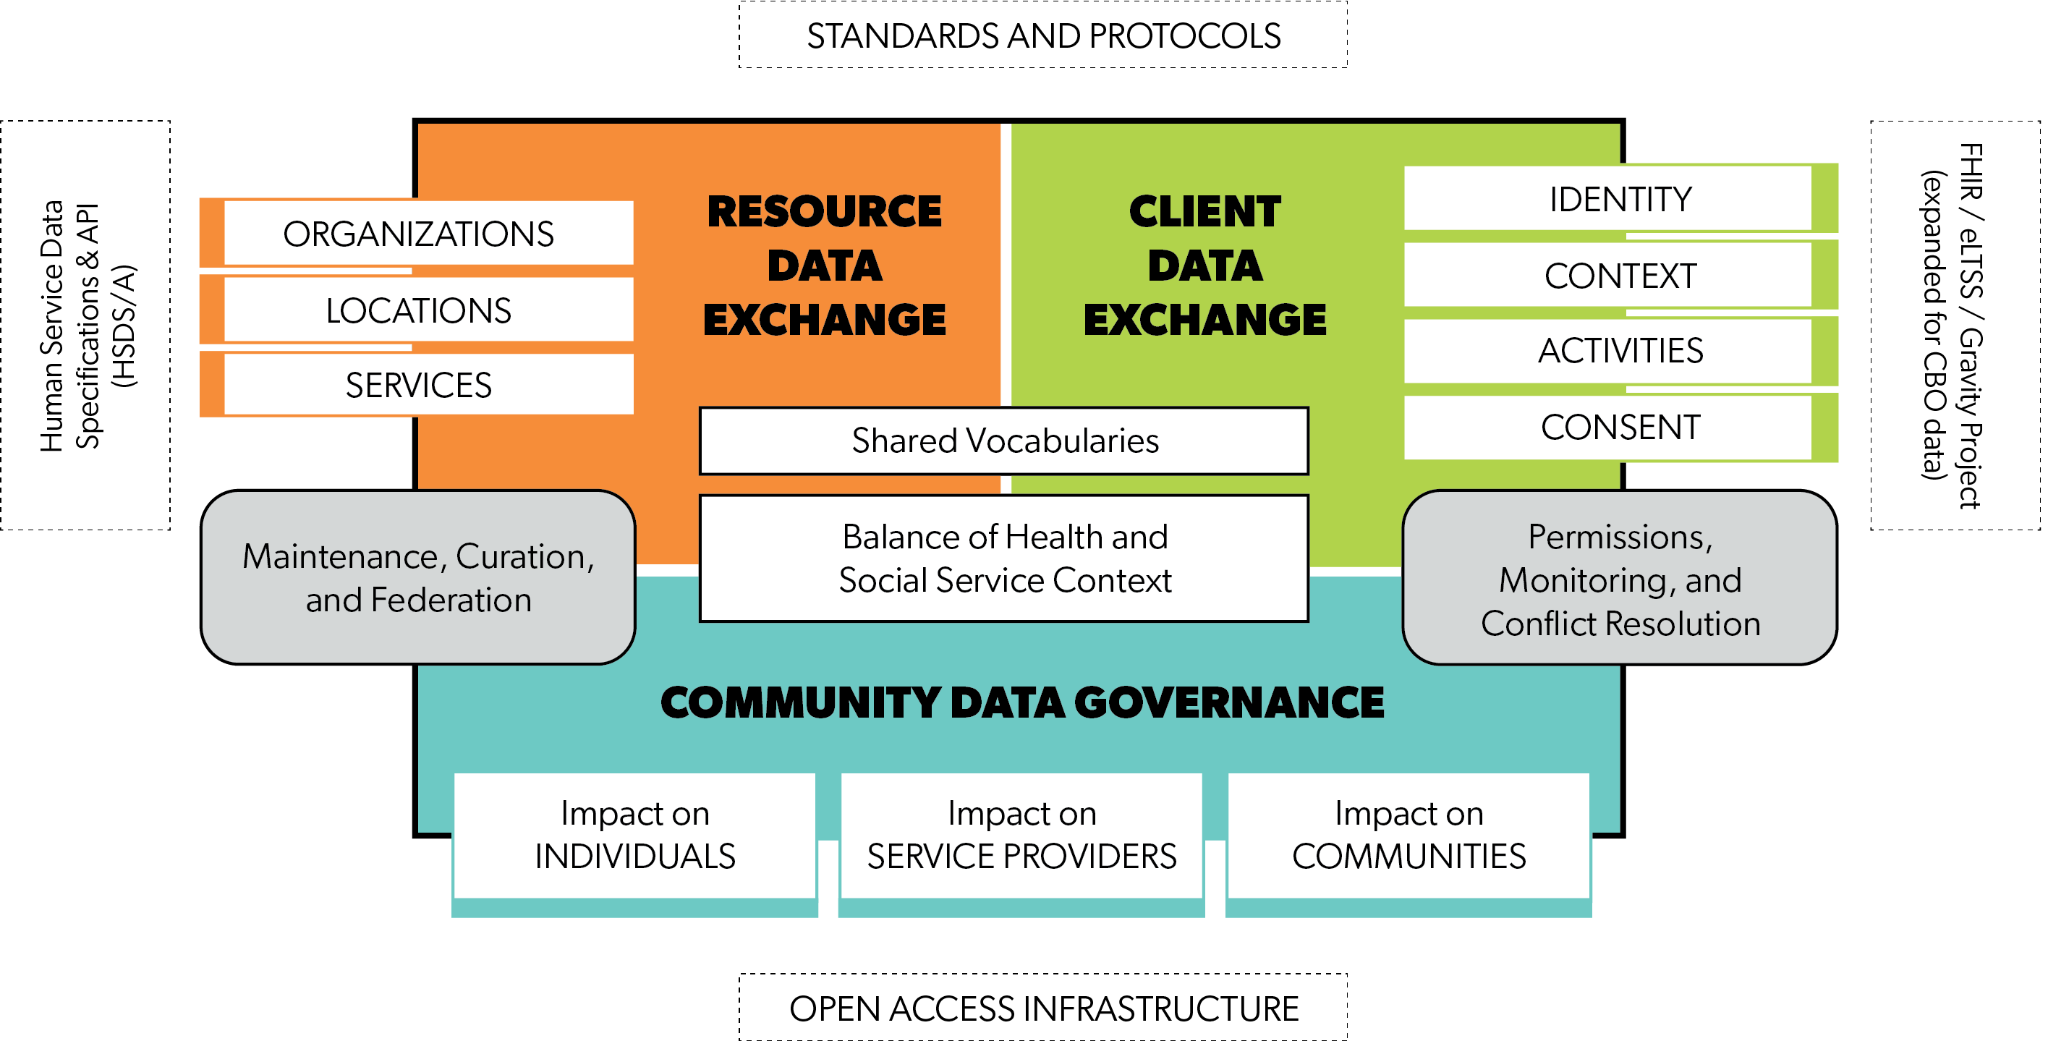 STANDARDS AND PROTOCOLS
Human Service Data
Specifications & API
(HSDS/A)
RESOURCE
DATA
EXCHANGE
ORGANIZATIONS
LOCATIONS
SERVICES
CLIENT
DATA
EXCHANGE
IDENTITY
CONTEXT
ACTIVITIES
CONSENT
FHIR / eLTSS / Gravity Project
(expanded for CBO data)
Shared Vocabularies
Balance of Health and
Social Service Context
Maintenance, Curation,
and Federation
Permissions,
Monitoring, and
Conflict Resolution
COMMUNITY DATA GOVERNANCE
Impact on
INDIVIDUALS
Impact on
SERVICE PROVIDERS
Impact on
COMMUNITIES
OPEN ACCESS INFRASTRUCTURE